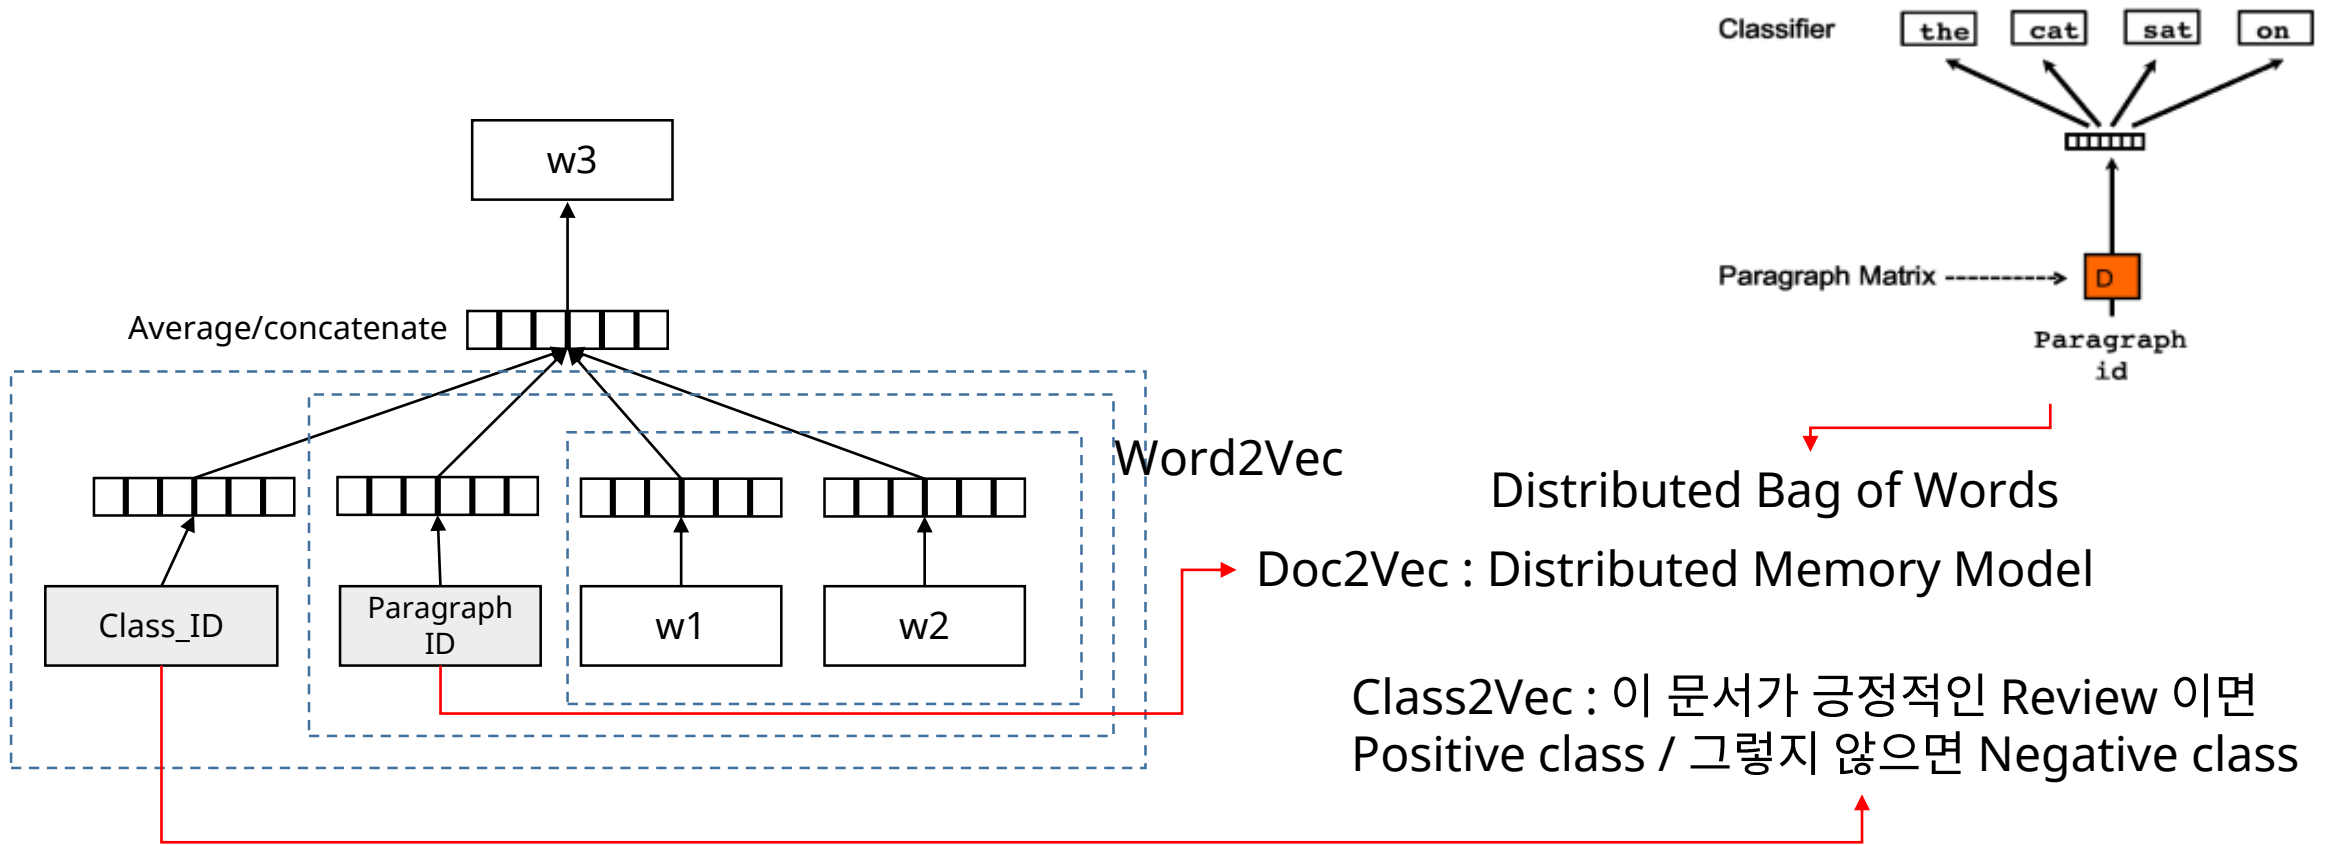 Classifier
the
cat
sat
on
w3
Paragraph Matrix
D
Average/concatenate
Paragraph
id
Word2Vec
Distributed Bag of Words
Doc2Vec : Distributed Memory Model
Class_ID
Paragraph
ID
w1
w2
Class2Vec : 이 문서가 긍정적인 Review 이면
Positive class / 그렇지 않으면 Negative class